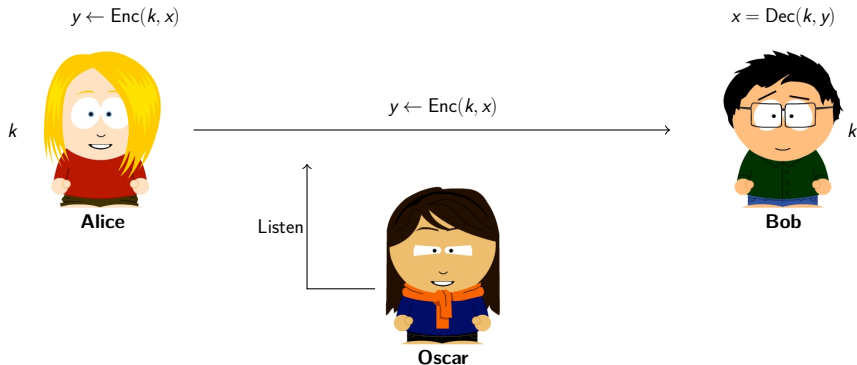 y ← Enc(k, x)
x = Dec(k, y)
y ← Enc(k, x)
k
k
Alice
Bob
Listen
Oscar